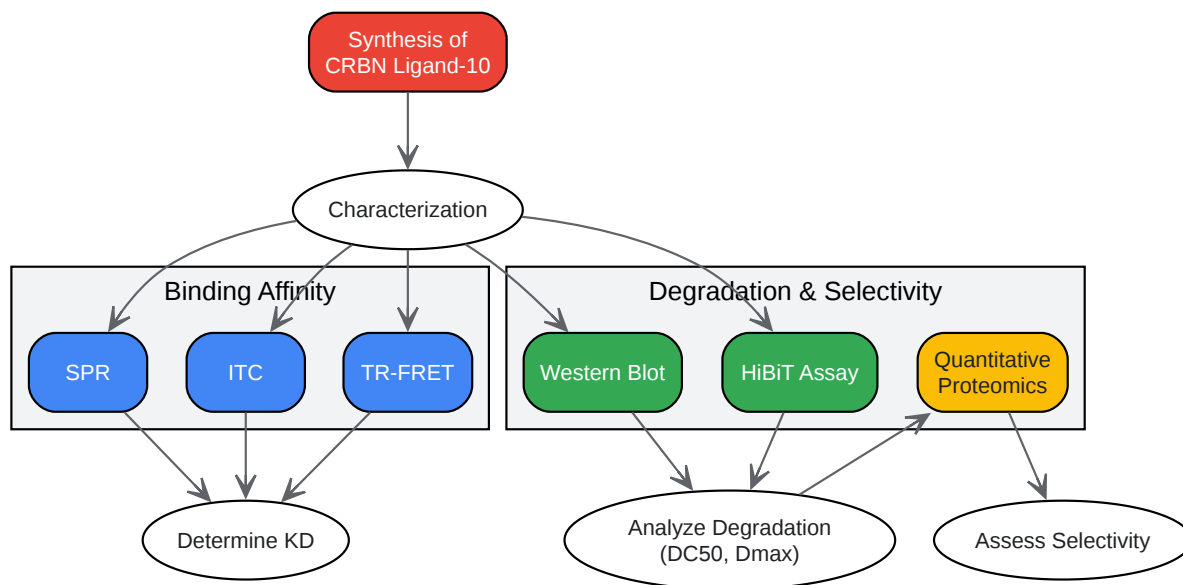 Synthesis of
CRBN Ligand-10
Characterization
Binding Affinity
Degradation & Selectivity
SPR
ITC
TR-FRET
Western Blot
HiBiT Assay
Quantitative
Proteomics
Determine KD
Analyze Degradation
(DC50, Dmax)
Assess Selectivity